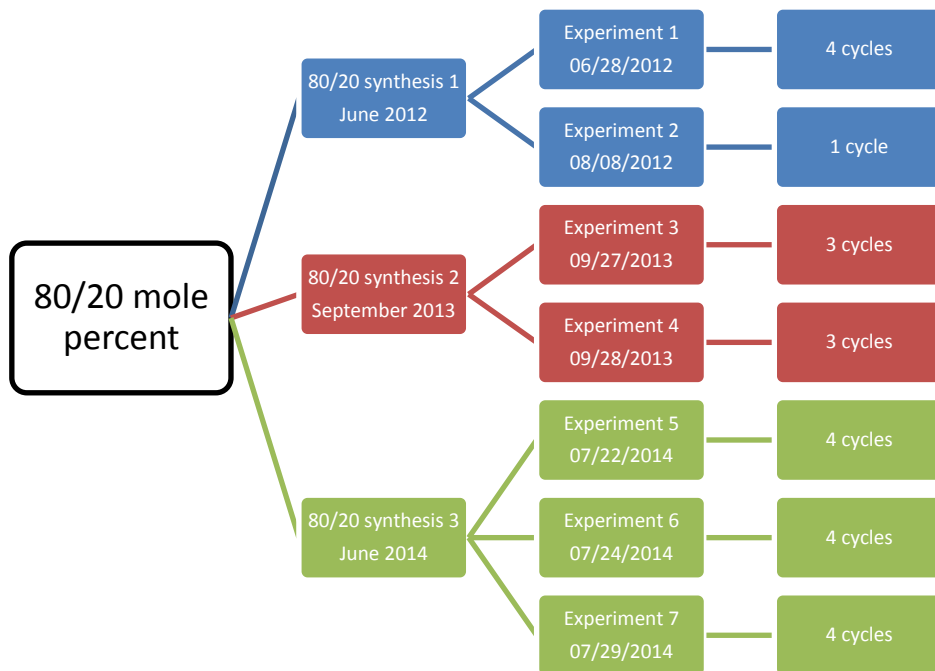 80/20 mole
percent
80/20 synthesis 1
June 2012
Experiment 1
06/28/2012
4 cycles
Experiment 2
08/08/2012
1 cycle
80/20 synthesis 2
September 2013
Experiment 3
09/27/2013
3 cycles
Experiment 4
09/28/2013
3 cycles
80/20 synthesis 3
June 2014
Experiment 5
07/22/2014
4 cycles
Experiment 6
07/24/2014
4 cycles
Experiment 7
07/29/2014
4 cycles